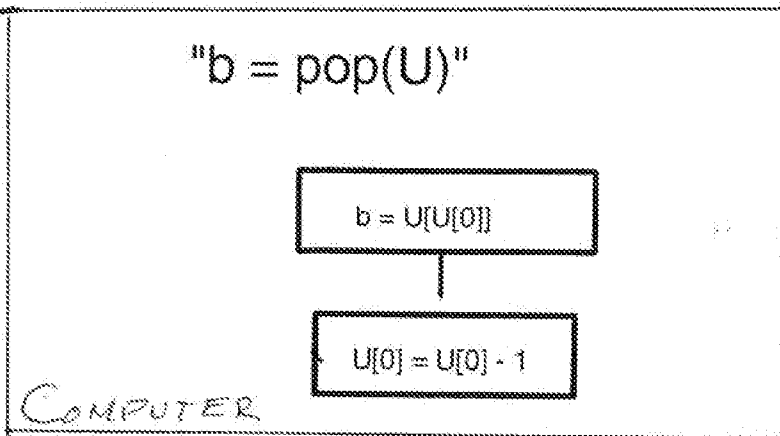 "b = pop(U)"
b = U[U[0]]
U[0] = U[0] - 1
COMPUTER